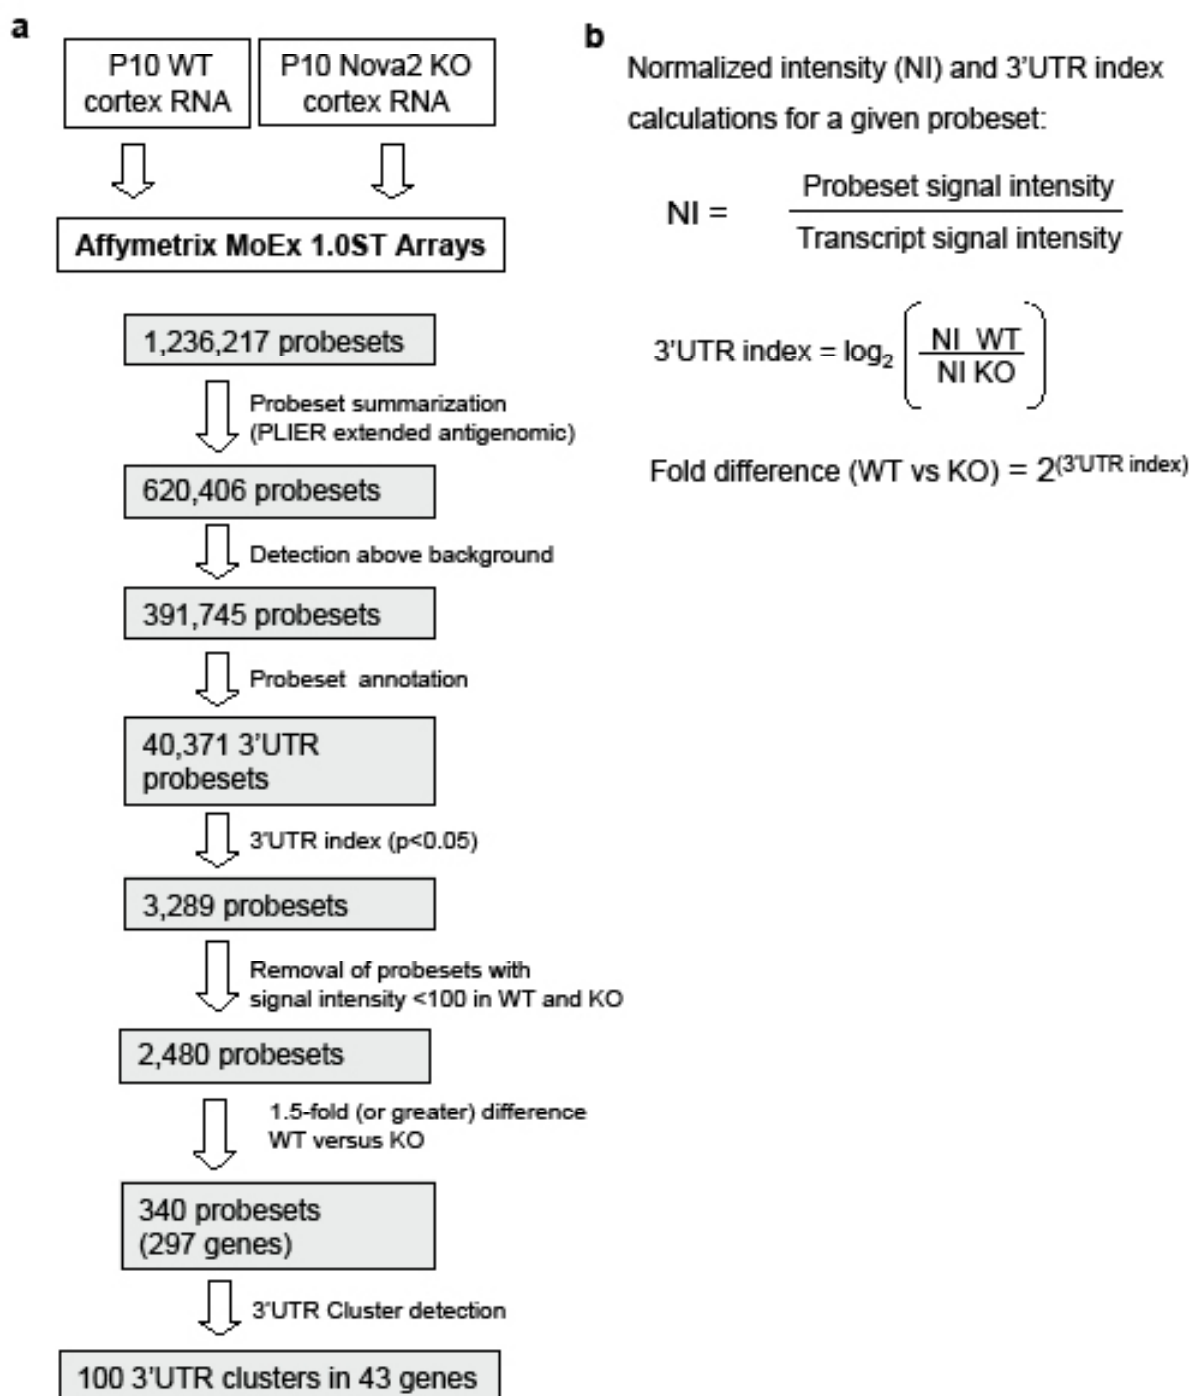 a
P10 WT
cortex RNA
P10 Nova2 KO
cortex RNA
Affymetrix MoEx 1.0ST Arrays
1,236,217 probesets
Probeset summarization
(PLIER extended antigenomic)
620,406 probesets
Detection above background
391,745 probesets
Probeset annotation
40,371 3'UTR
probesets
3'UTR index (p<0.05)
3,289 probesets
Removal of probesets with
signal intensity <100 in WT and KO
2,480 probesets
1.5-fold (or greater) difference
WT versus KO
340 probesets
(297 genes)
3'UTR Cluster detection
100 3'UTR clusters in 43 genes
b
Normalized intensity (NI) and 3'UTR index
calculations for a given probeset:
NI =
Probeset signal intensity
Transcript signal intensity
3'UTR index = log2
NI WT
NI KO
Fold difference (WT vs KO) = 2(3'UTR index)